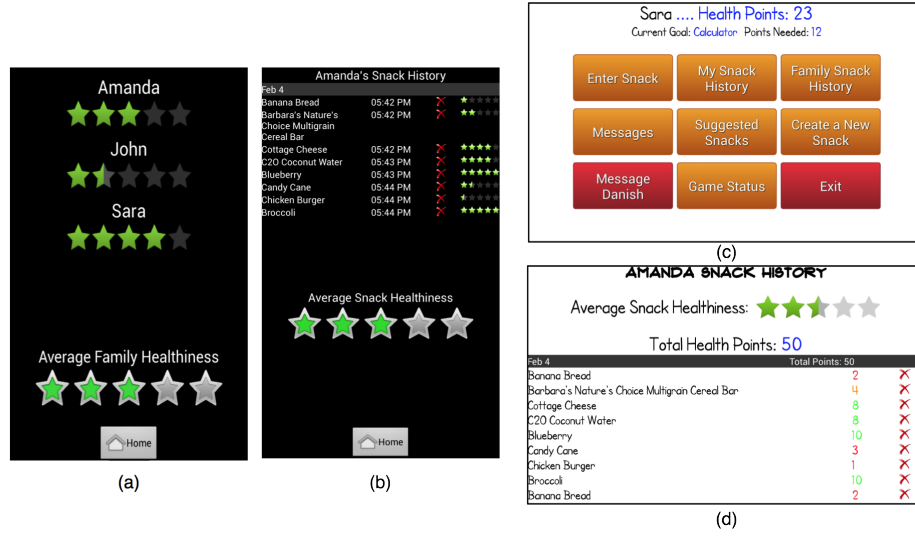 Amanda
John
Sara
Average Family Healthiness
Home
(a)
Amanda's Snack History
Feb 4
Banana Bread 05:42 PM
Barbara's Nature's 05:42 PM
Choice Multigrain
Cereal Bar
Cottage Cheese 05:42 PM
C2O Coconut Water 05:43 PM
Blueberry 05:43 PM
Candy Cane 05:44 PM
Chicken Burger 05:44 PM
Broccoli 05:44 PM
Average Snack Healthiness
Home
(b)
Sara .... Health Points: 23
Current Goal: Calculator Points Needed: 12
Enter Snack
My Snack
History
Family Snack
History
Messages
Suggested
Snacks
Create a New
Snack
Message
Danish
Game Status
Exit
(c)
AMANDA SNACK HISTORY
Average Snack Healthiness:
Total Health Points: 50
Feb 4 Total Points: 50
Banana Bread 2
Barbara's Nature's Choice Multigrain Cereal Bar 4
Cottage Cheese 8
C2O Coconut Water 8
Blueberry 10
Candy Cane 3
Chicken Burger 1
Broccoli 10
Banana Bread 2
(d)